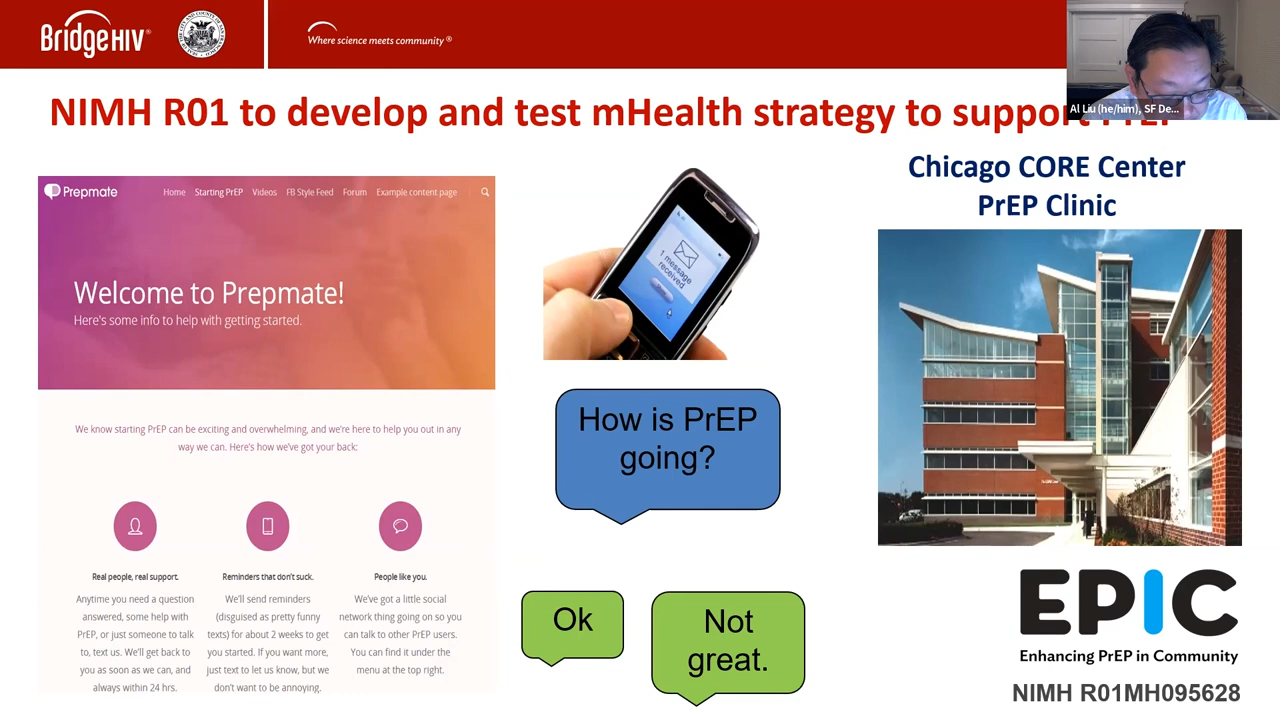 BridgeHIV®
Where science meets community®
Al Liu (he/him), SF De...
NIMH R01 to develop and test mHealth strategy to support PrEP
Prepmate
Home Starting PrEP Videos FB Style Feed Forum Example content page
Welcome to Prepmate!
Here's some info to help with getting started.
We know starting PrEP can be exciting and overwhelming, and we're here to help you out in any
way we can. Here's how we've got your back:
Real people, real support.
Anytime you need a question
answered, some help with
PrEP, or just someone to talk
to, text us. We'll get back to
you as soon as we can, and
always within 24 hrs.
Reminders that don't suck.
We'll send reminders
(disguised as pretty funny
texts) for about 2 weeks to get
you started. If you want more,
just text to let us know, but we
don't want to be annoying.
People like you.
We've got a little social
network thing going on so you
can talk to other PrEP users.
You can find it under the
menu at the top right.
1 message
received
How is PrEP
going?
Ok
Not
great.
Chicago CORE Center
PrEP Clinic
EPIC
Enhancing PrEP in Community
NIMH R01MH095628